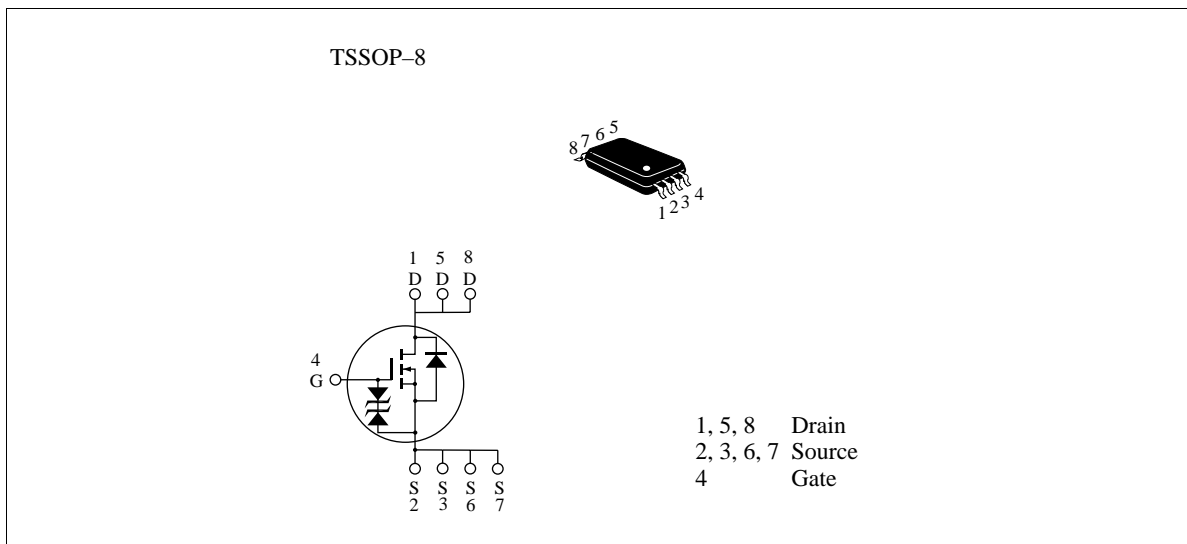 TSSOP–8
8 7 6 5
1 2 3 4
1 5 8
D D D
4
G
S S S S
2 3 6 7
1, 5, 8 Drain
2, 3, 6, 7 Source
4 Gate